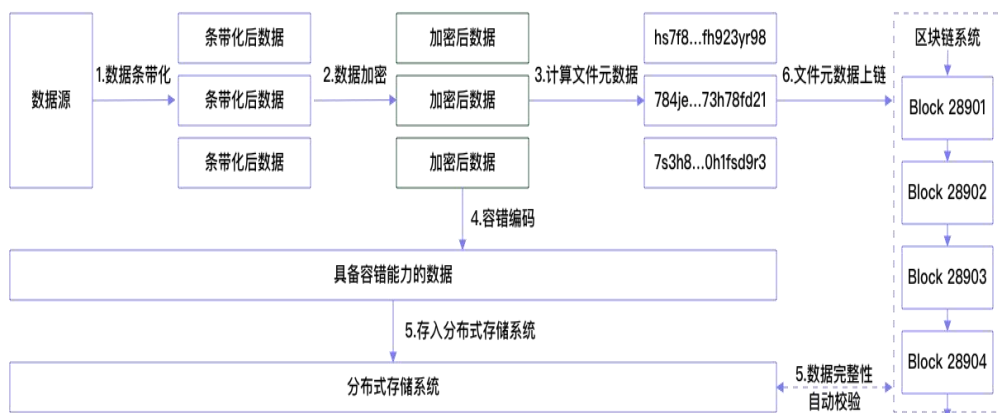 条带化后数据
加密后数据
hs7f8...fh923yr98
区块链系统
1.数据条带化
2.数据加密
3.计算文件元数据
6.文件元数据上链
数据源
条带化后数据
加密后数据
784je...73h78fd21
Block 28901
条带化后数据
加密后数据
7s3h8...0h1fsd9r3
Block 28902
4.容错编码
具备容错能力的数据
Block 28903
5.存入分布式存储系统
Block 28904
分布式存储系统
5.数据完整性
自动校验